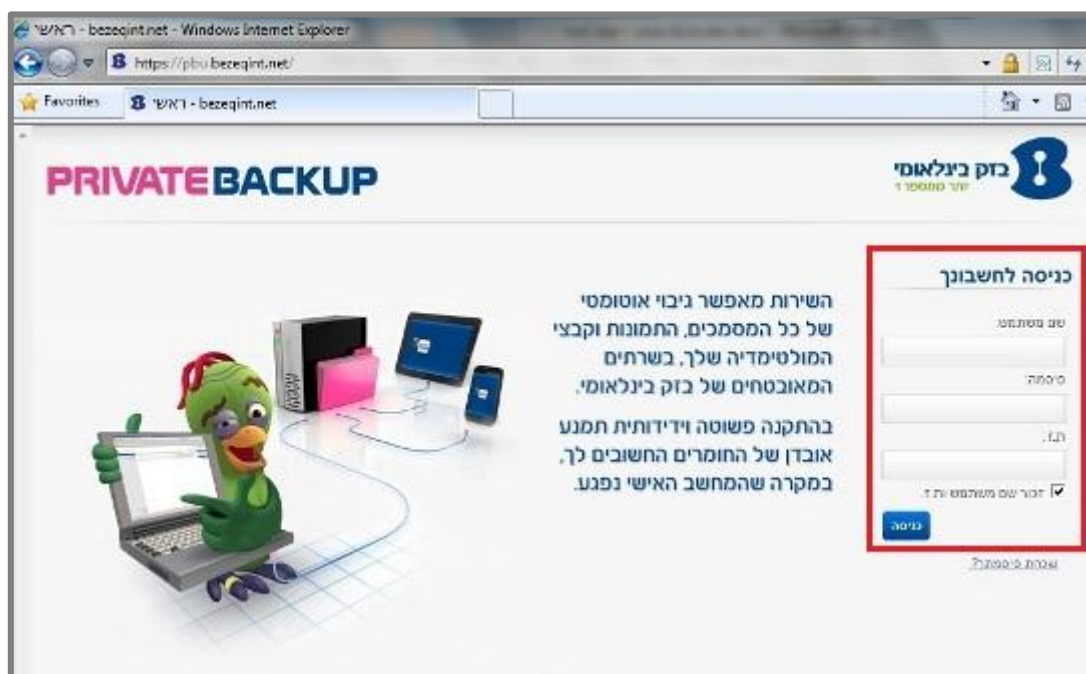 ראשי - bezeqint.net - Windows Internet Explorer
https://pbu.bezeqint.net/
Favorites
ראשי - bezeqint.net
PRIVATEBACKUP
בזק בינלאומי
יותר ממספר 1
כניסה לחשבונך
שם משתמש:
סיסמה:
ת.ז.:
זכור שם משתמש ות.ז.
כניסה
שכחת סיסמתך?
השירות מאפשר גיבוי אוטומטי
של כל המסמכים, התמונות וקבצי
המולטימדיה שלך, בשרתים
המאובטחים של בזק בינלאומי.
בהתקנה פשוטה וידידותית תמנע
אובדן של החומרים החשובים לך,
במקרה שהמחשב האישי נפגע.